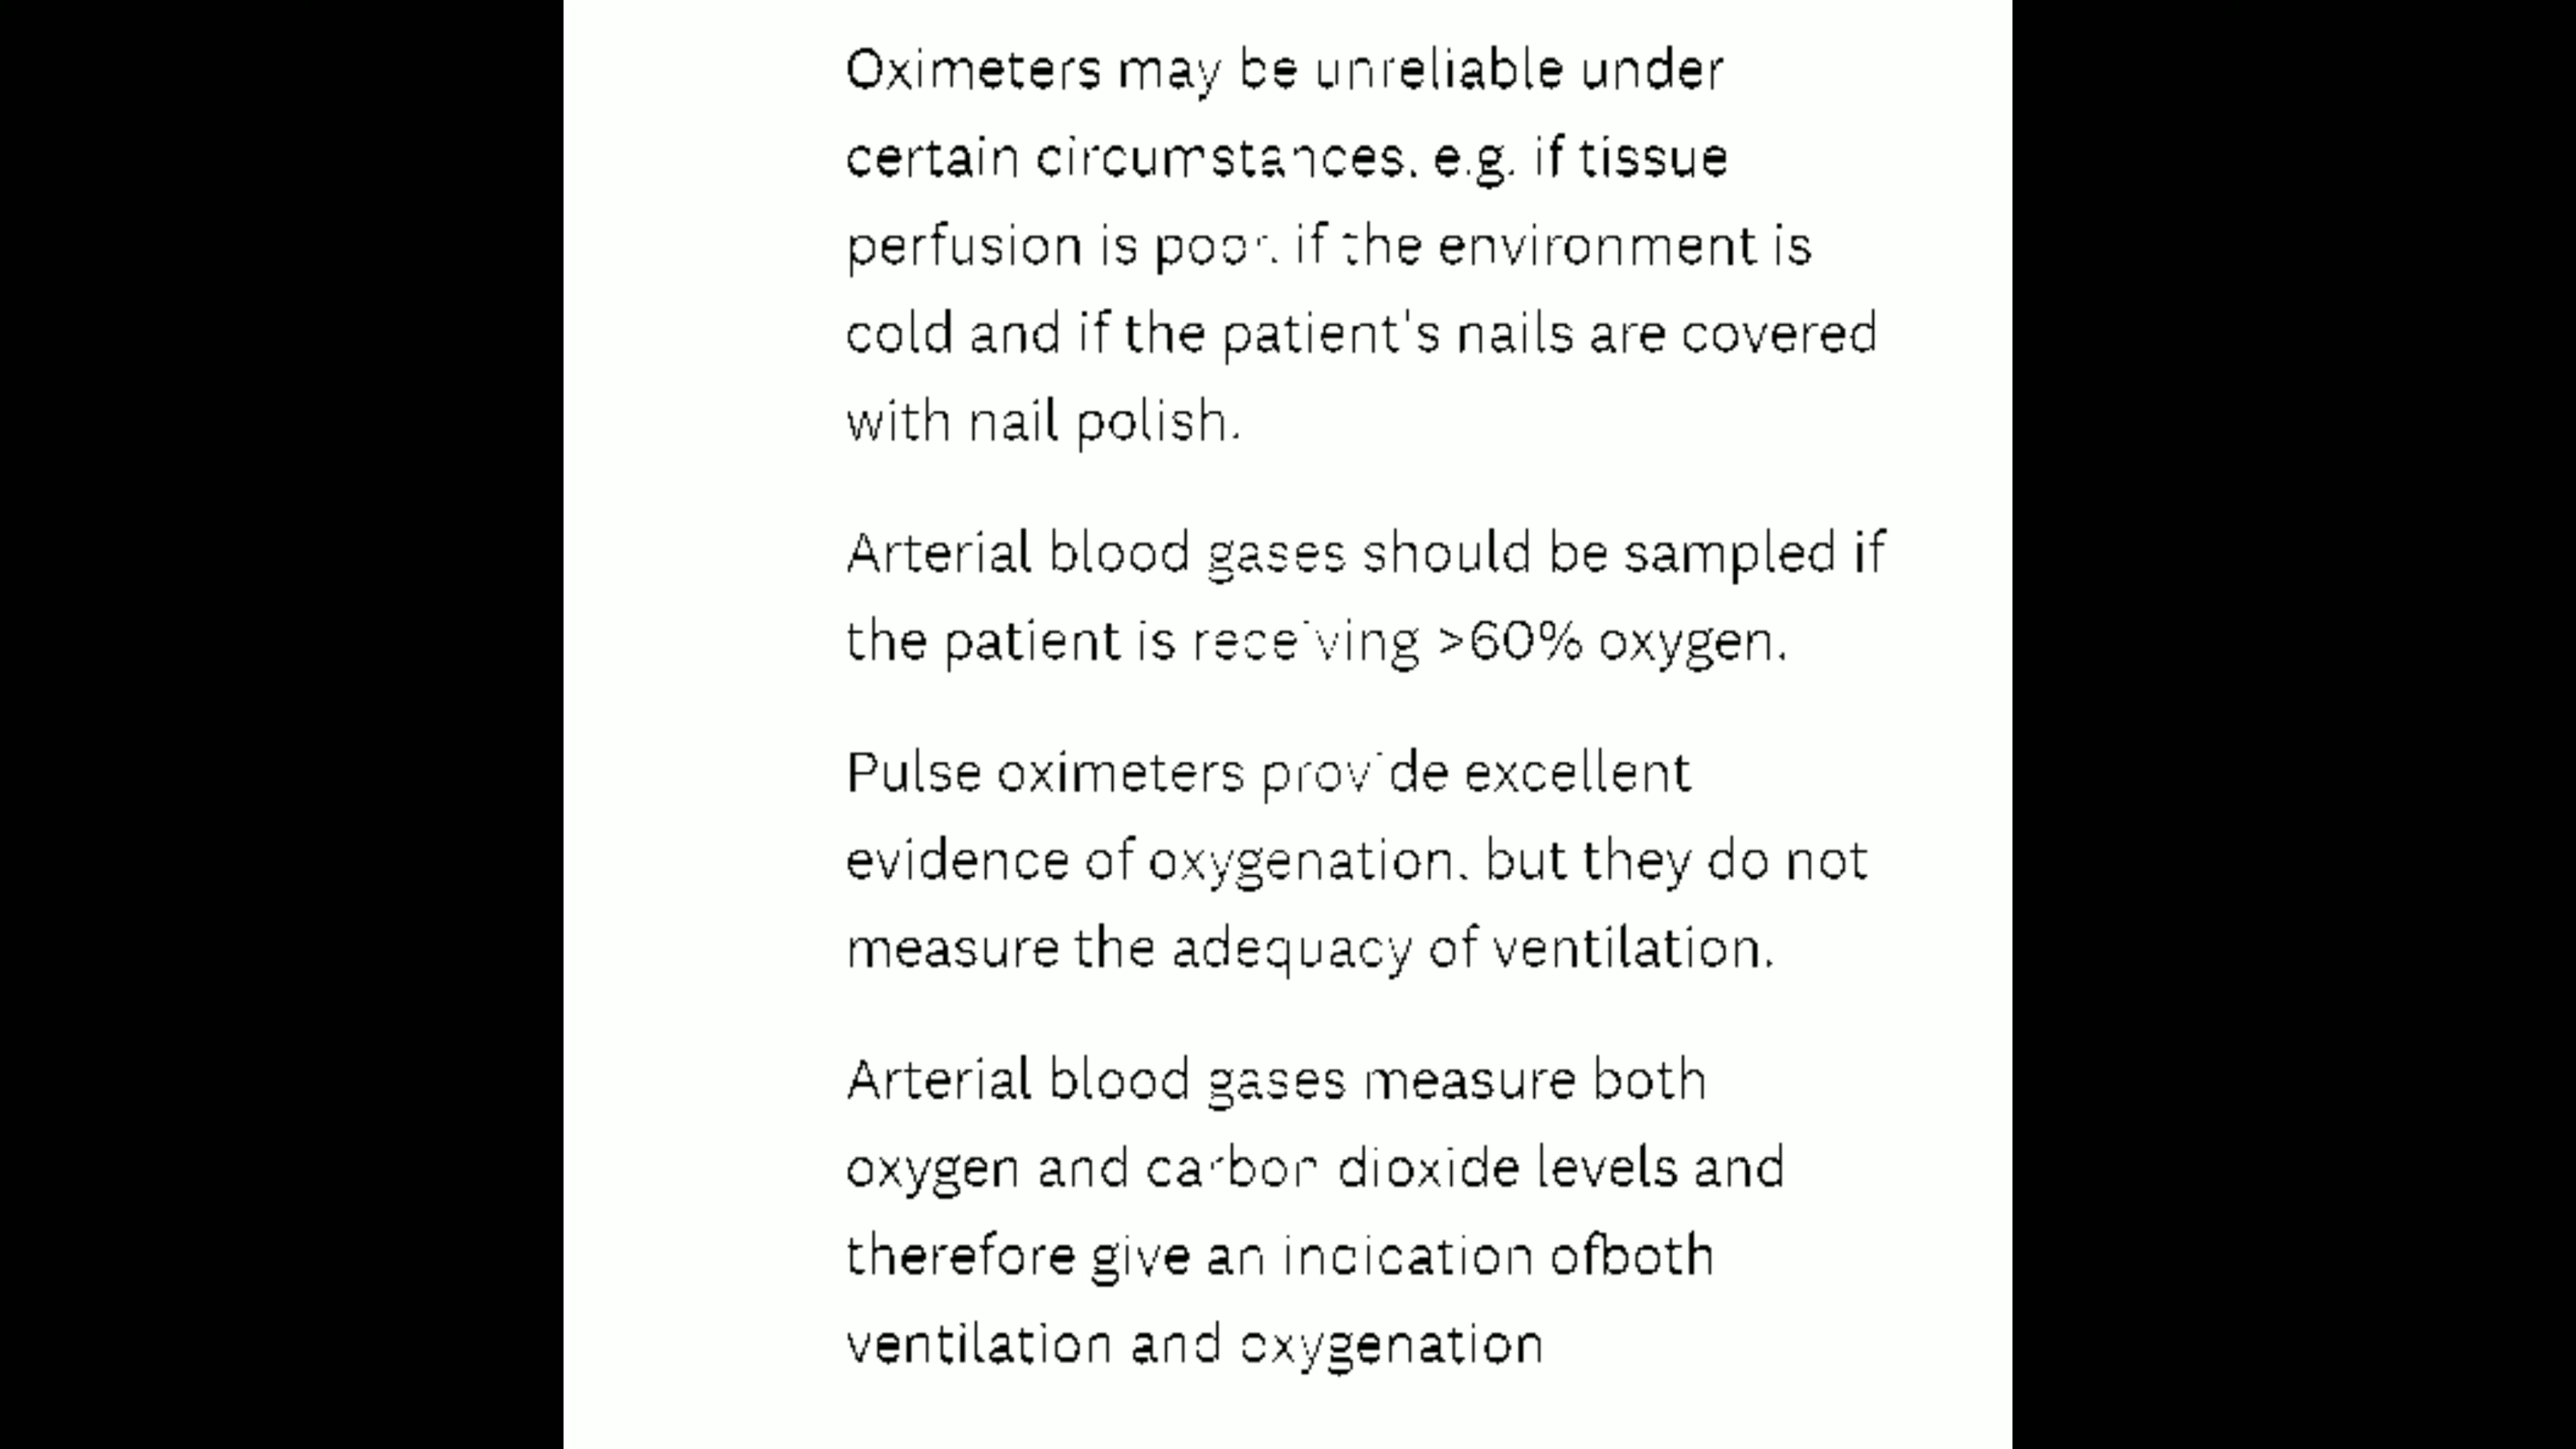 Oximeters may be unreliable under
certain circumstances, e.g. if tissue
perfusion is poor, if the environment is
cold and if the patient's nails are covered
with nail polish.
Arterial blood gases should be sampled if
the patient is receiving >60% oxygen.
Pulse oximeters provide excellent
evidence of oxygenation, but they do not
measure the adequacy of ventilation.
Arterial blood gases measure both
oxygen and carbon dioxide levels and
therefore give an indication ofboth
ventilation and oxygenation